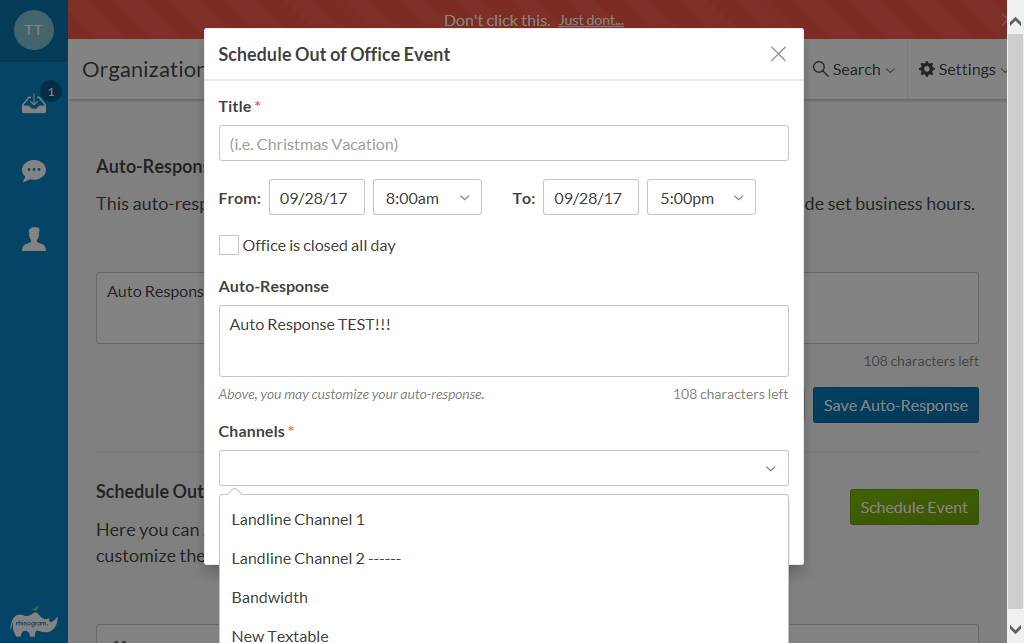 TT
Don't click this. Just dont...
1
Organization
Search
Settings
Schedule Out of Office Event
Title *
(i.e. Christmas Vacation)
From: 09/28/17 8:00am To: 09/28/17 5:00pm
Office is closed all day
Auto-Response
Auto Response TEST!!!
Above, you may customize your auto-response.
108 characters left
Channels *
Landline Channel 1
Landline Channel 2 ------
Bandwidth
New Textable
Auto-Respon
This auto-resp
de set business hours.
Auto Respons
108 characters left
Save Auto-Response
Schedule Out
Schedule Event
Here you can
customize the
rhinogram